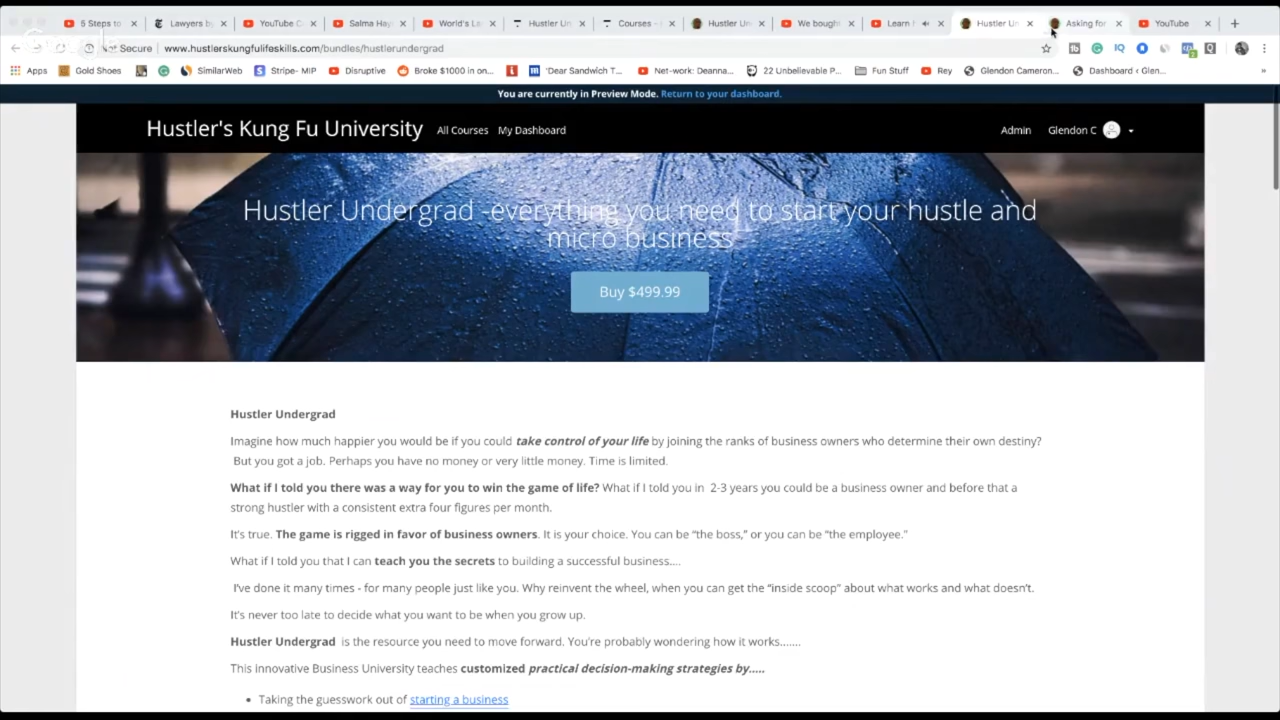 5 Steps to
Lawyers by
YouTube C
Salma Hay
World's La
Hustler Un
Courses -
Hustler Un
We bough
Learn f
Hustler Un
Asking for
YouTube
Not Secure
www.hustlerskungfulifeskills.com/bundles/hustlerundergrad
Apps
Gold Shoes
SimilarWeb
Stripe- MIP
Disruptive
Broke $1000 in on...
'Dear Sandwich T...
Net-work: Deanna...
22 Unbelievable P...
Fun Stuff
Rey
Glendon Cameron...
Dashboard ‹ Glen...
»
You are currently in Preview Mode. Return to your dashboard.
Hustler's Kung Fu University
All Courses
My Dashboard
Admin
Glendon C
Hustler Undergrad -everything you need to start your hustle and
micro business
Buy $499.99
Hustler Undergrad
Imagine how much happier you would be if you could take control of your life by joining the ranks of business owners who determine their own destiny?
But you got a job. Perhaps you have no money or very little money. Time is limited.
What if I told you there was a way for you to win the game of life? What if I told you in 2-3 years you could be a business owner and before that a
strong hustler with a consistent extra four figures per month.
It's true. The game is rigged in favor of business owners. It is your choice. You can be “the boss,” or you can be “the employee.”
What if I told you that I can teach you the secrets to building a successful business....
I've done it many times - for many people just like you. Why reinvent the wheel, when you can get the “inside scoop” about what works and what doesn't.
It's never too late to decide what you want to be when you grow up.
Hustler Undergrad is the resource you need to move forward. You're probably wondering how it works.......
This innovative Business University teaches customized practical decision-making strategies by.....
• Taking the guesswork out of starting a business